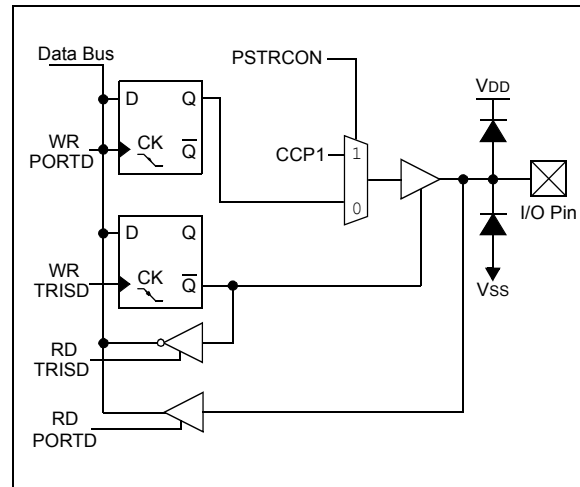 Data Bus
PSTRCON
VDD
D Q
WR
PORTD
CK
Q
CCP1
1
0
I/O Pin
D Q
WR
TRISD
CK
Q
VSS
RD
TRISD
RD
PORTD